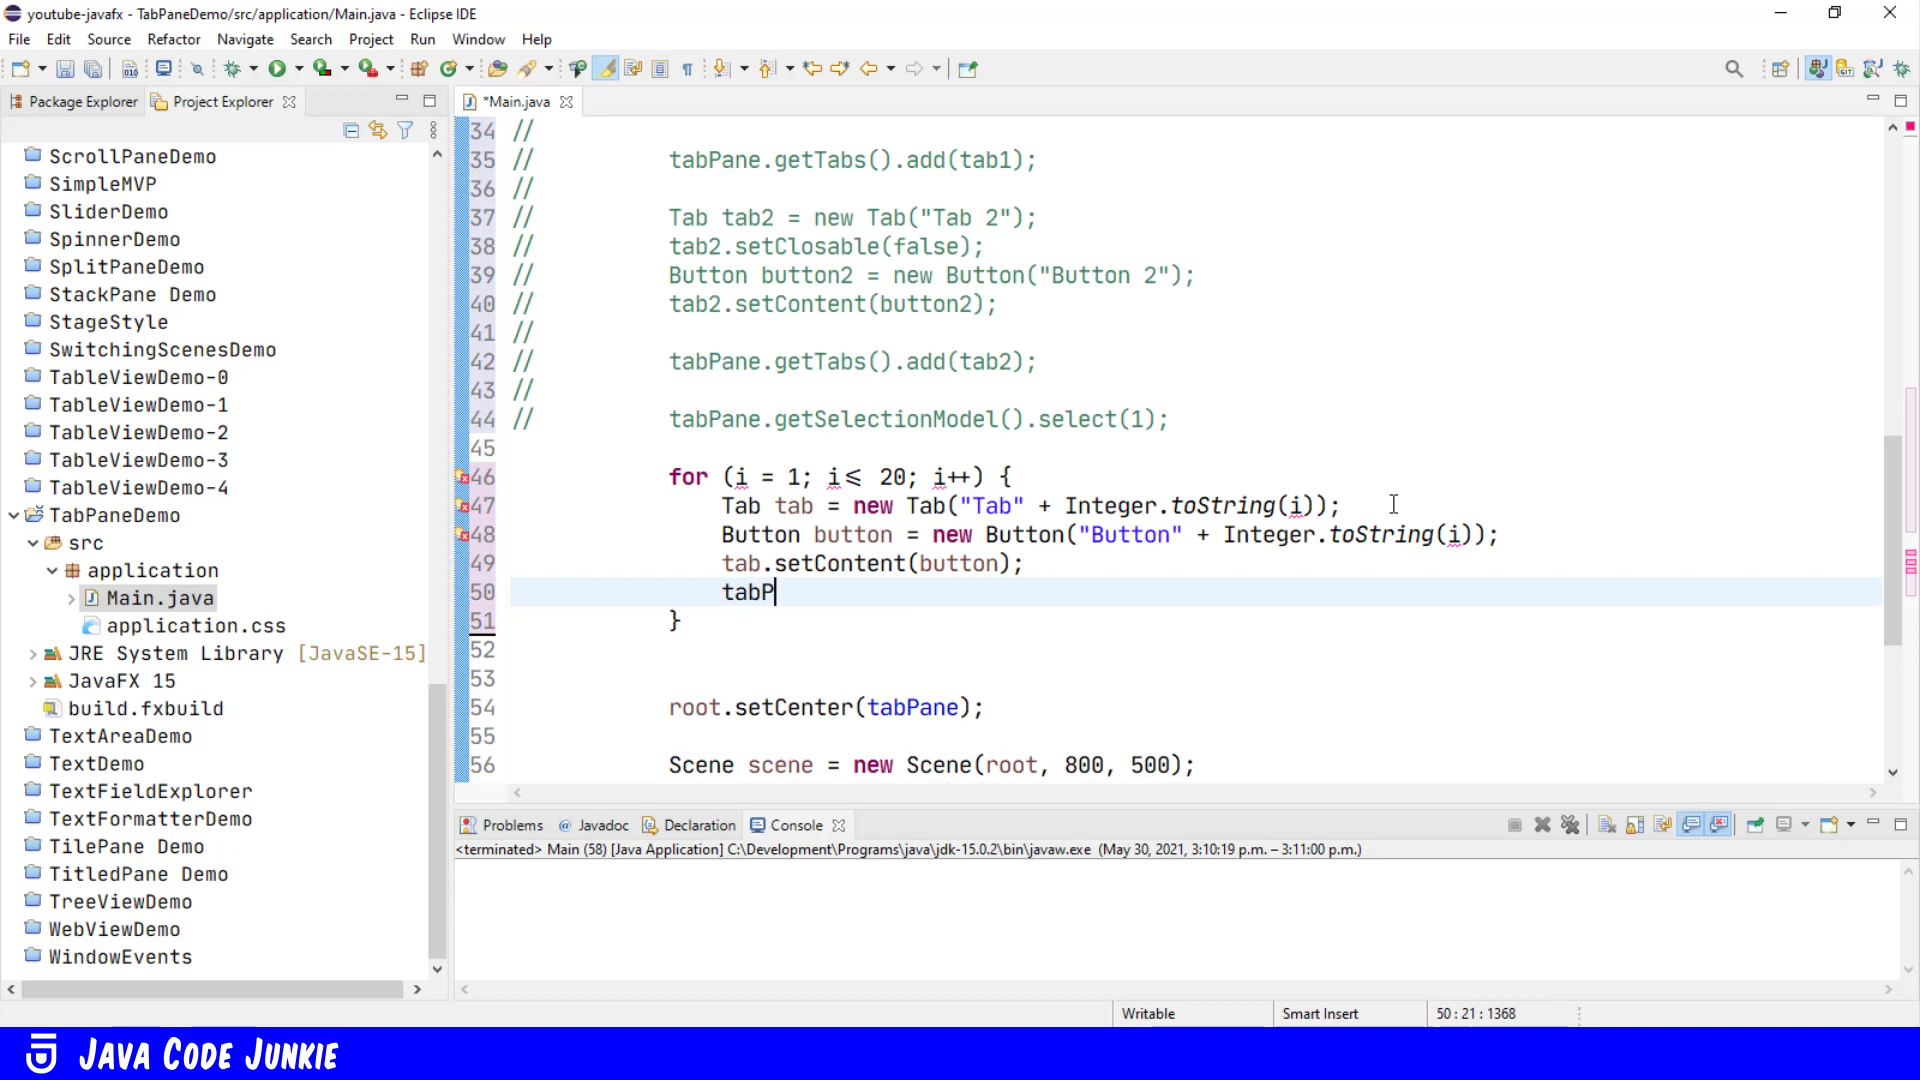 youtube-javafx - TabPaneDemo/src/application/Main.java - Eclipse IDE
File Edit Source Refactor Navigate Search Project Run Window Help
Package Explorer Project Explorer
*Main.java
ScrollPaneDemo
SimpleMVP
SliderDemo
SpinnerDemo
SplitPaneDemo
StackPane Demo
StageStyle
SwitchingScenesDemo
TableViewDemo-0
TableViewDemo-1
TableViewDemo-2
TableViewDemo-3
TableViewDemo-4
TabPaneDemo
src
application
Main.java
application.css
JRE System Library [JavaSE-15]
JavaFX 15
build.fxbuild
TextAreaDemo
TextDemo
TextFieldExplorer
TextFormatterDemo
TilePane Demo
TitledPane Demo
TreeViewDemo
WebViewDemo
WindowEvents
34 //
35 // tabPane.getTabs().add(tab1);
36 //
37 // Tab tab2 = new Tab("Tab 2");
38 // tab2.setClosable(false);
39 // Button button2 = new Button("Button 2");
40 // tab2.setContent(button2);
41 //
42 // tabPane.getTabs().add(tab2);
43 //
44 // tabPane.getSelectionModel().select(1);
45
46 for (i = 1; i<= 20; i++) {
47 Tab tab = new Tab("Tab" + Integer.toString(i));
48 Button button = new Button("Button" + Integer.toString(i));
49 tab.setContent(button);
50 tabP
51 }
52
53
54 root.setCenter(tabPane);
55
56 Scene scene = new Scene(root, 800, 500);
Problems @ Javadoc Declaration Console
<terminated> Main (58) [Java Application] C:\Development\Programs\java\jdk-15.0.2\bin\javaw.exe (May 30, 2021, 3:10:19 p.m. – 3:11:00 p.m.)
Writable Smart Insert 50 : 21 : 1368
JAVA CODE JUNKIE